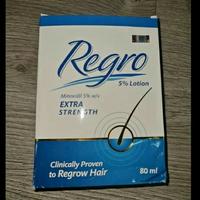 Regro
5% Lotion
Minoxidil 5% w/v
EXTRA
STRENGTH
Clinically Proven
to Regrow Hair
80 ml